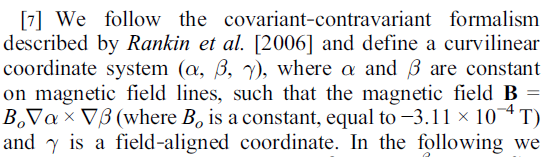 [7] We follow the covariant-contravariant formalism
described by Rankin et al. [2006] and define a curvilinear
coordinate system (α, β, γ), where α and β are constant
on magnetic field lines, such that the magnetic field B =
Bₒ∇α × ∇β (where Bₒ is a constant, equal to −3.11 × 10⁻⁴ T)
and γ is a field-aligned coordinate. In the following we